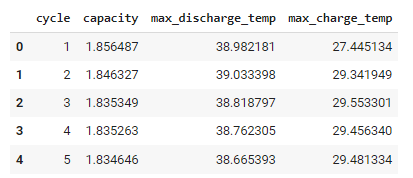 cycle capacity max_discharge_temp max_charge_temp
0 1 1.856487 38.982181 27.445134
1 2 1.846327 39.033398 29.341949
2 3 1.835349 38.818797 29.553301
3 4 1.835263 38.762305 29.456340
4 5 1.834646 38.665393 29.481334